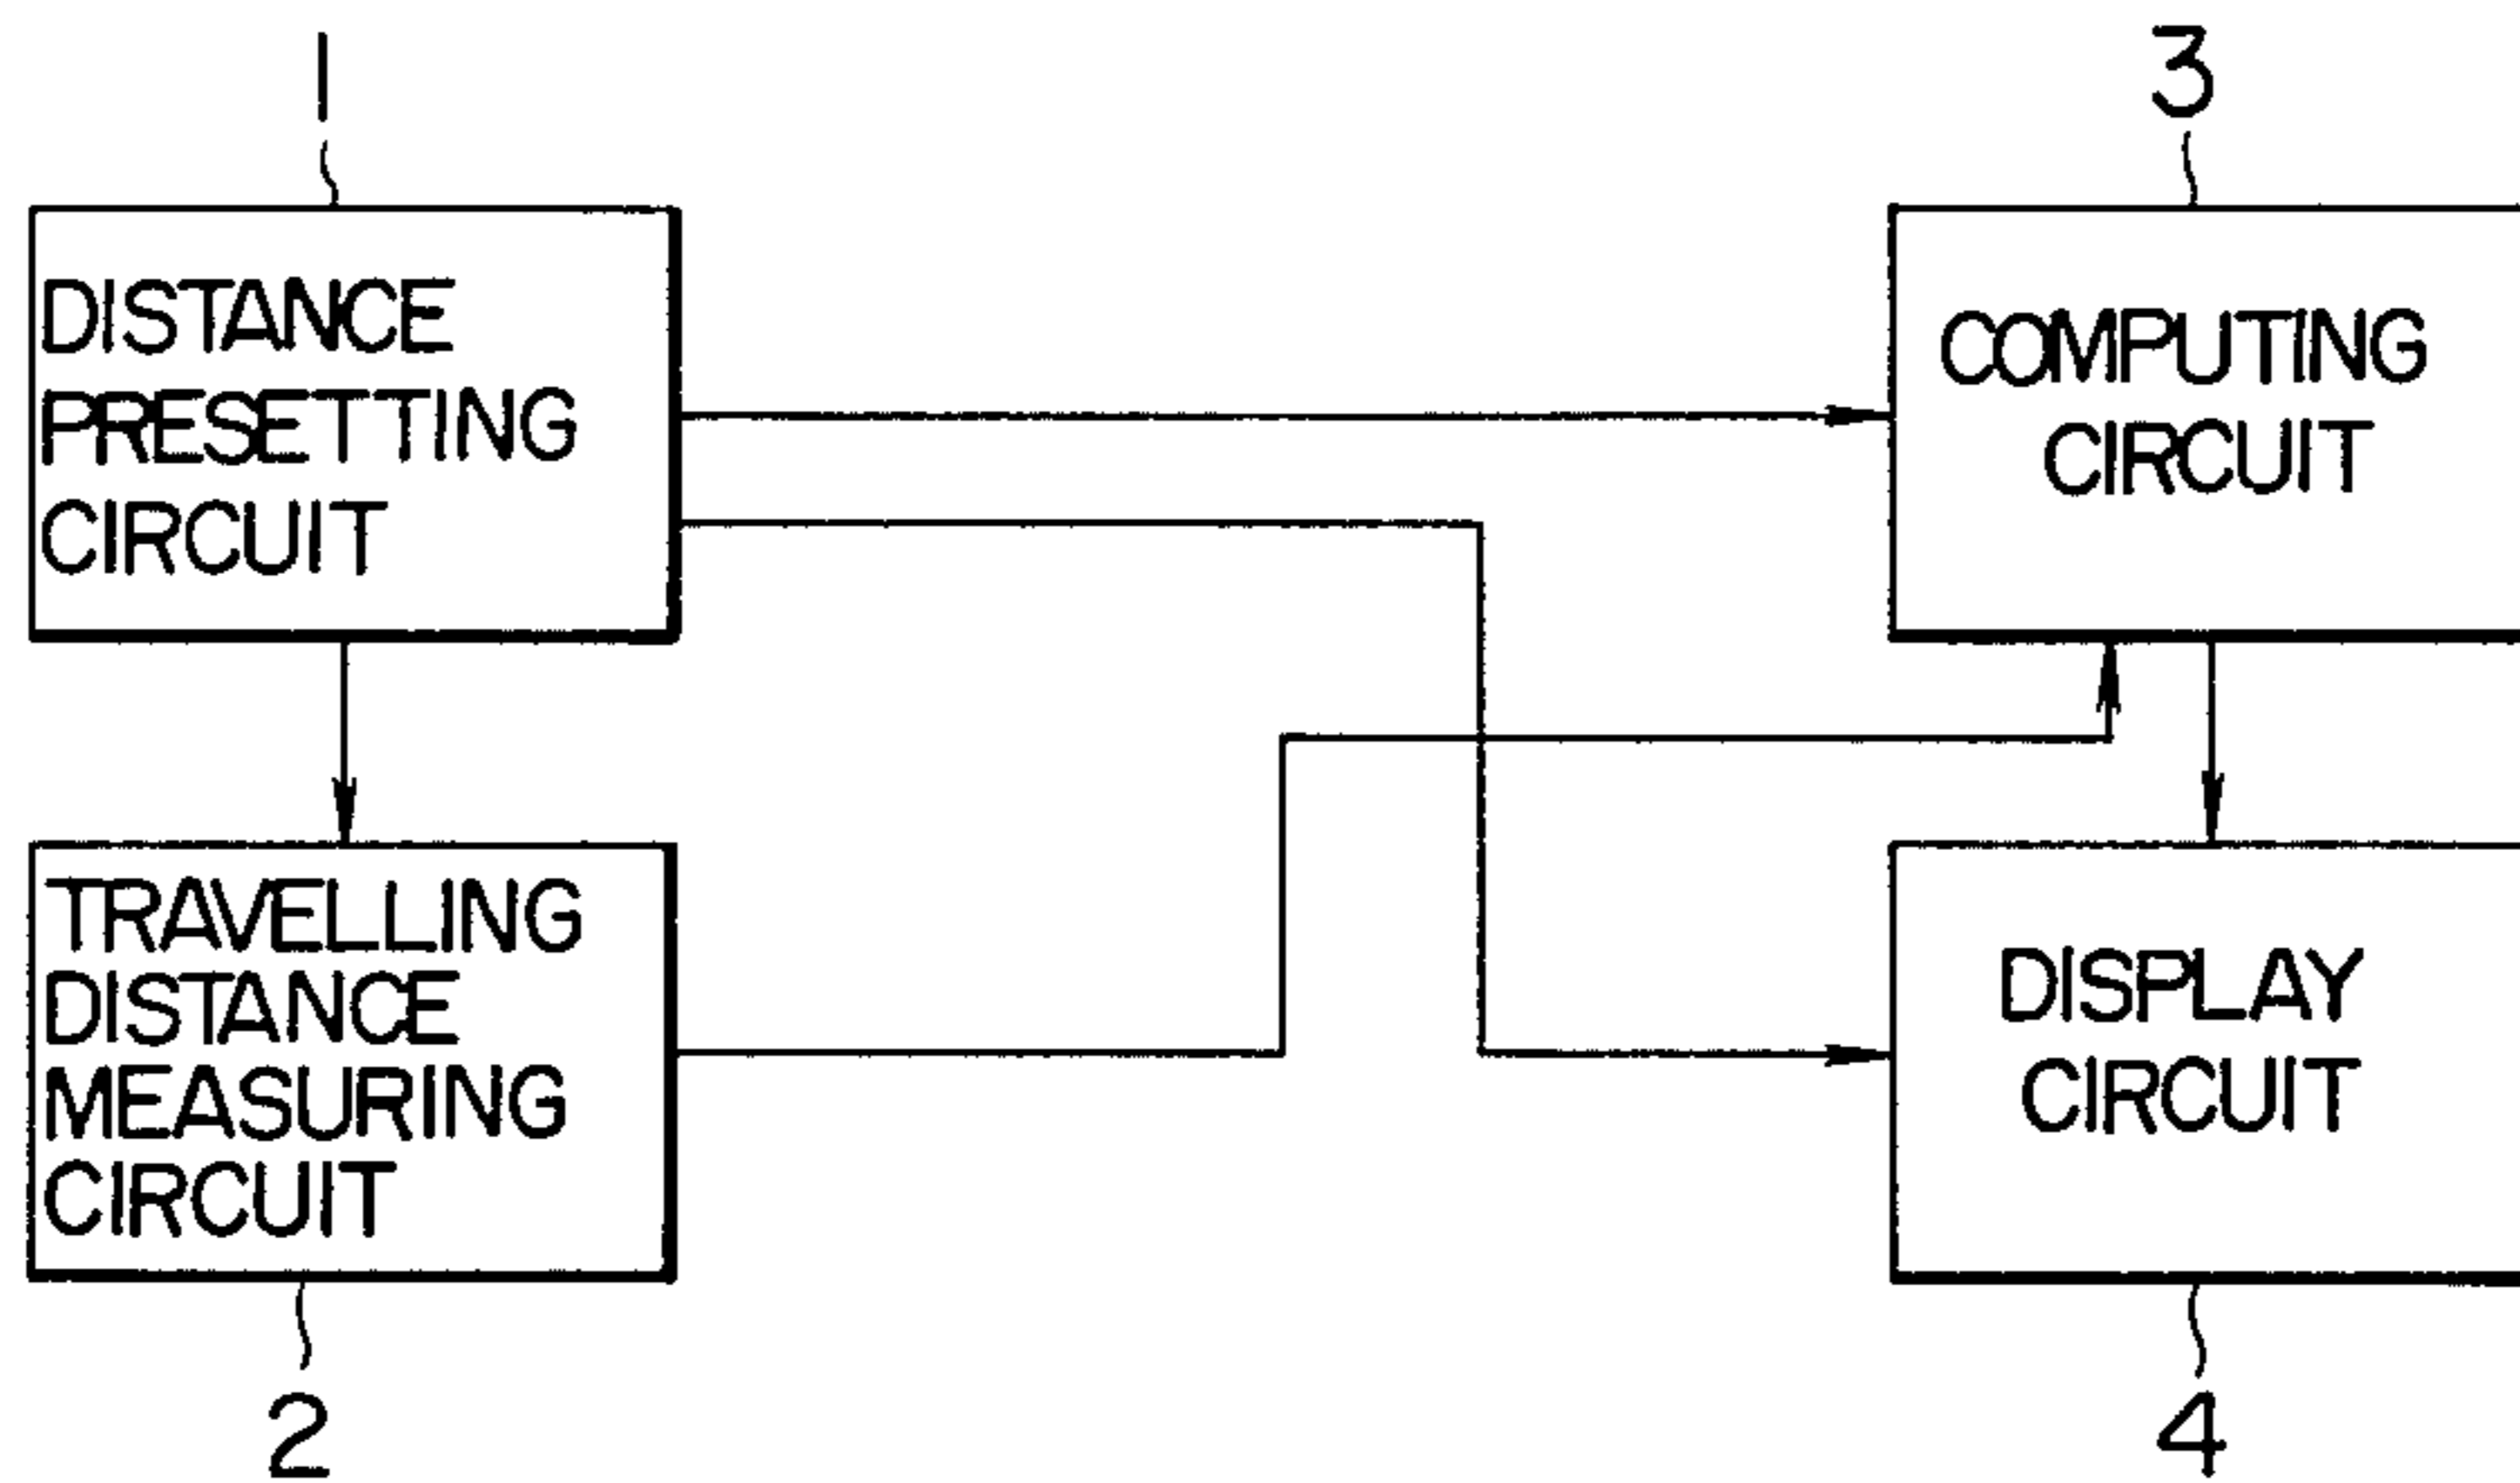 1
3
DISTANCE
PRESETTING
CIRCUIT
COMPUTING
CIRCUIT
TRAVELLING
DISTANCE
MEASURING
CIRCUIT
DISPLAY
CIRCUIT
2
4